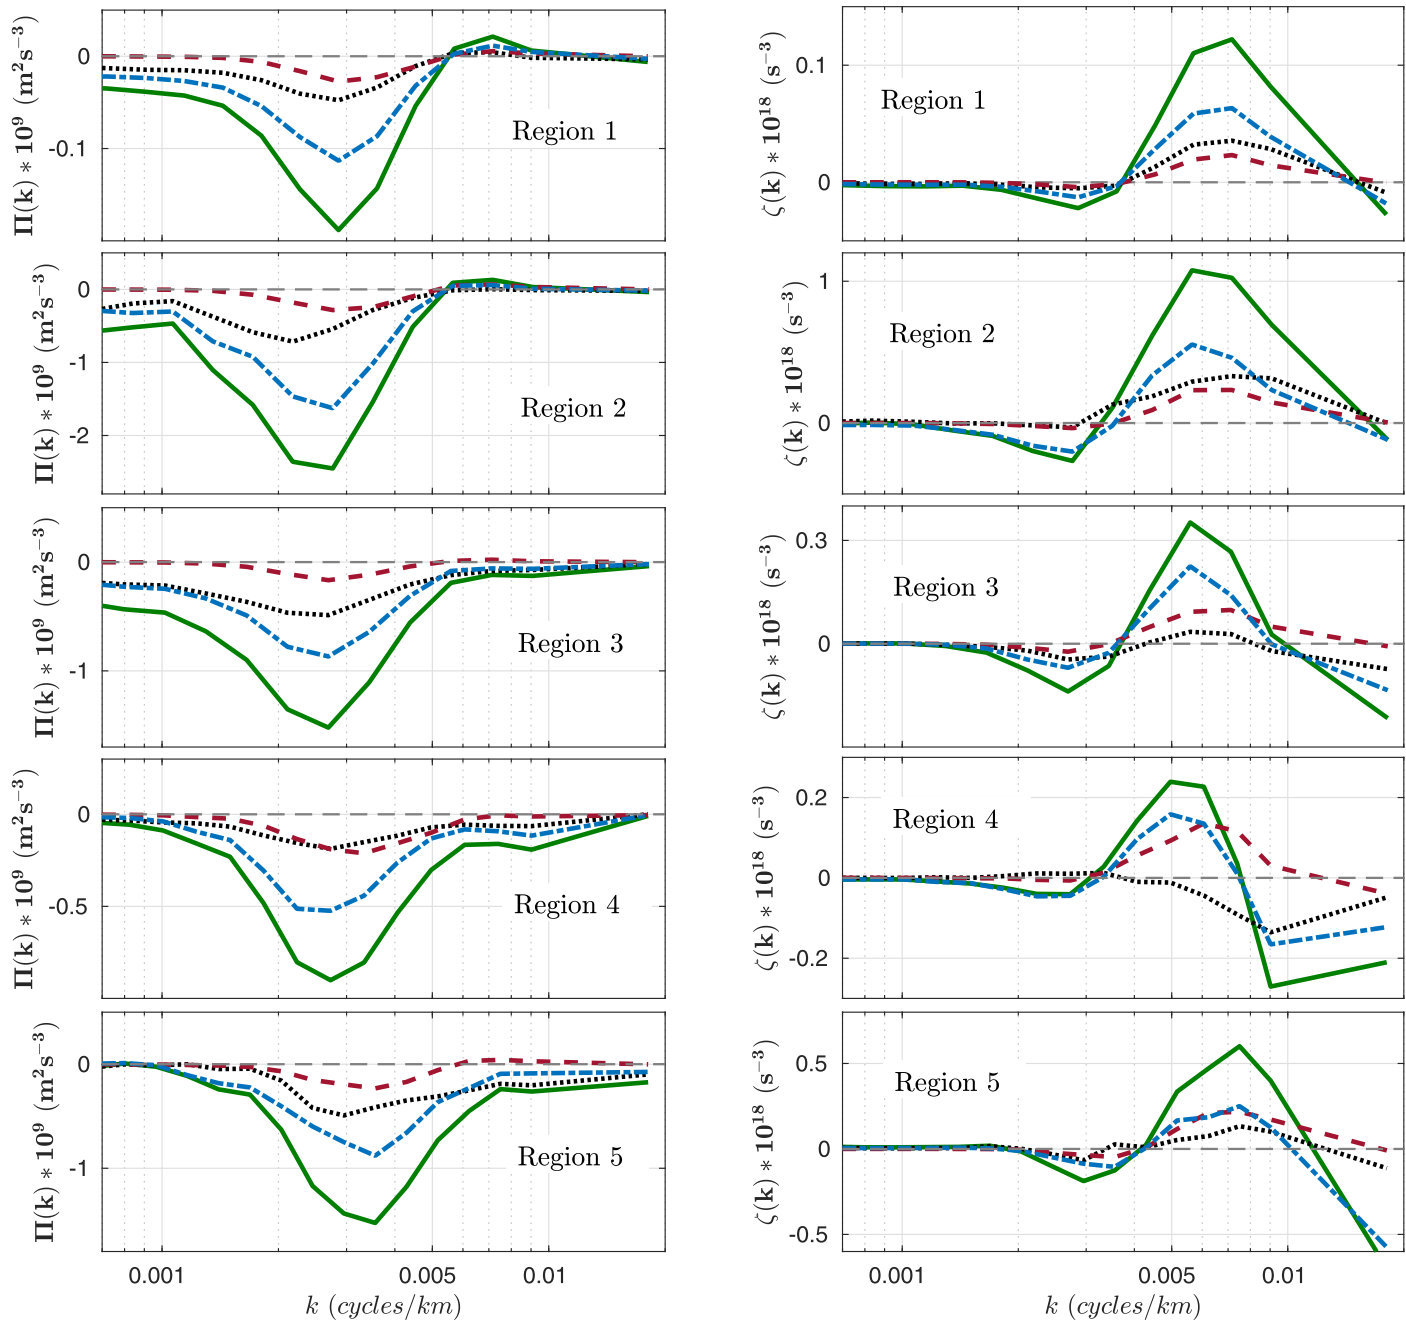 Π(k) ∗ 10⁹ (m²s⁻³)
0
-0.1
Region 1
ζ(k) ∗ 10¹⁸ (s⁻³)
0.1
0
Region 1
Π(k) ∗ 10⁹ (m²s⁻³)
0
-1
-2
Region 2
ζ(k) ∗ 10¹⁸ (s⁻³)
1
0
Region 2
Π(k) ∗ 10⁹ (m²s⁻³)
0
-1
Region 3
ζ(k) ∗ 10¹⁸ (s⁻³)
0.3
0
Region 3
Π(k) ∗ 10⁹ (m²s⁻³)
0
-0.5
Region 4
ζ(k) ∗ 10¹⁸ (s⁻³)
0.2
0
-0.2
Region 4
Π(k) ∗ 10⁹ (m²s⁻³)
0
-1
Region 5
0.001 0.005 0.01
k (cycles/km)
ζ(k) ∗ 10¹⁸ (s⁻³)
0.5
0
-0.5
Region 5
0.001 0.005 0.01
k (cycles/km)